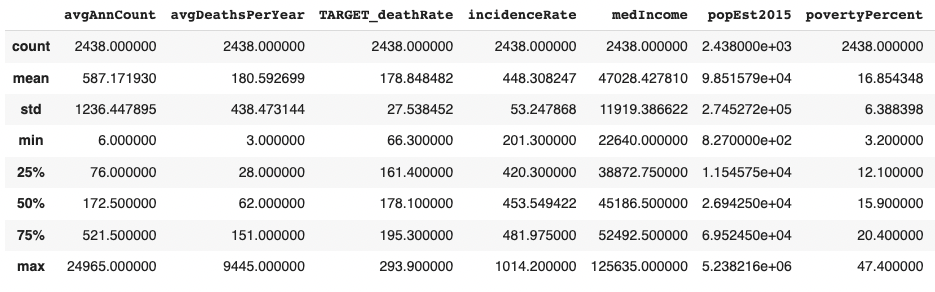 avgAnnCount avgDeathsPerYear TARGET_deathRate incidenceRate medIncome popEst2015 povertyPercent
count 2438.000000 2438.000000 2438.000000 2438.000000 2438.000000 2.438000e+03 2438.000000
mean 587.171930 180.592699 178.848482 448.308247 47028.427810 9.851579e+04 16.854348
std 1236.447895 438.473144 27.538452 53.247868 11919.386622 2.745272e+05 6.388398
min 6.000000 3.000000 66.300000 201.300000 22640.000000 8.270000e+02 3.200000
25% 76.000000 28.000000 161.400000 420.300000 38872.750000 1.154575e+04 12.100000
50% 172.500000 62.000000 178.100000 453.549422 45186.500000 2.694250e+04 15.900000
75% 521.500000 151.000000 195.300000 481.975000 52492.500000 6.952450e+04 20.400000
max 24965.000000 9445.000000 293.900000 1014.200000 125635.000000 5.238216e+06 47.400000